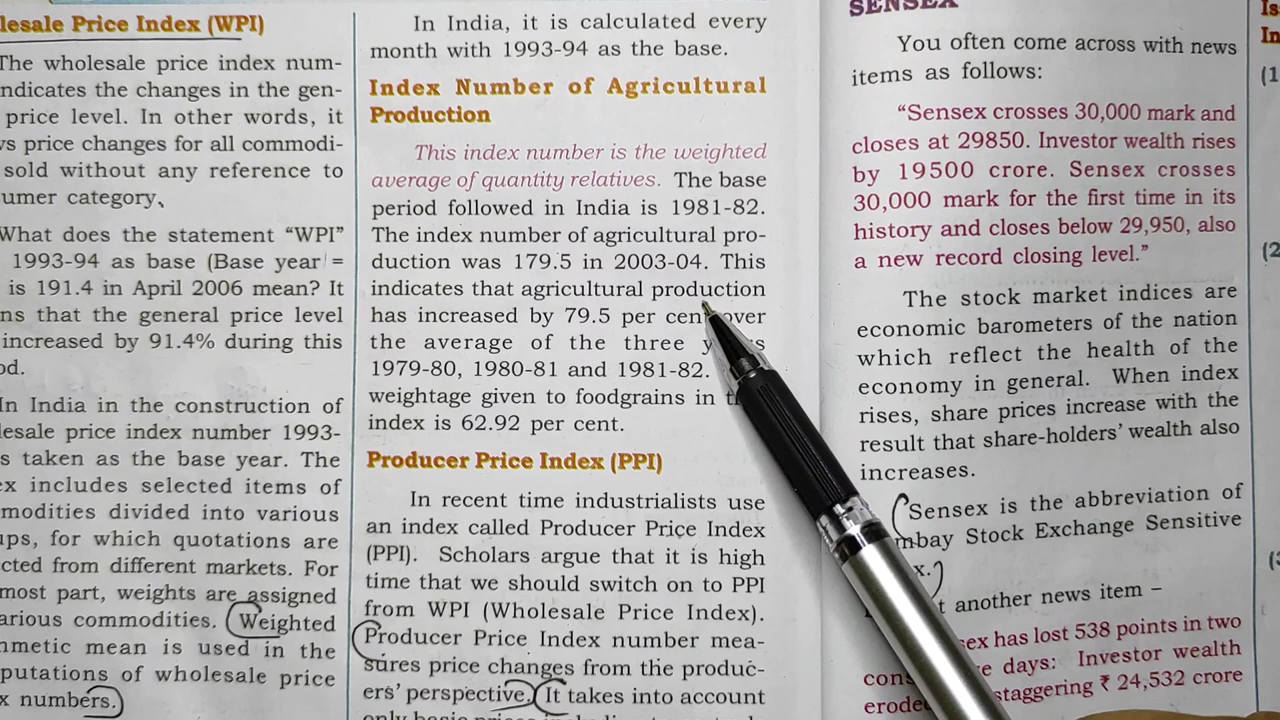 lesale Price Index (WPI)
The wholesale price index num-
ndicates the changes in the gen-
price level. In other words, it
vs price changes for all commodi-
sold without any reference to
umer category.
What does the statement “WPI”
1993-94 as base (Base year =
is 191.4 in April 2006 mean? It
ns that the general price level
increased by 91.4% during this
od.
In India in the construction of
lesale price index number 1993-
s taken as the base year. The
ex includes selected items of
modities divided into various
ups, for which quotations are
cted from different markets. For
most part, weights are assigned
arious commodities. Weighted
hmetic mean is used in the
putations of wholesale price
x numbers.
In India, it is calculated every
month with 1993-94 as the base.
Index Number of Agricultural
Production
This index number is the weighted
average of quantity relatives. The base
period followed in India is 1981-82.
The index number of agricultural pro-
duction was 179.5 in 2003-04. This
indicates that agricultural production
has increased by 79.5 per cent over
the average of the three
1979-80, 1980-81 and 1981-82.
weightage given to foodgrains in
index is 62.92 per cent.
Producer Price Index (PPI)
In recent time industrialists use
an index called Producer Price Index
(PPI). Scholars argue that it is high
time that we should switch on to PPI
from WPI (Wholesale Price Index).
Producer Price Index number mea-
sures price changes from the produc-
ers’ perspective. It takes into account
SENSEX
You often come across with news
items as follows:
“Sensex crosses 30,000 mark and
closes at 29850. Investor wealth rises
by 19500 crore. Sensex crosses
30,000 mark for the first time in its
history and closes below 29,950, also
a new record closing level.”
The stock market indices are
economic barometers of the nation
which reflect the health of the
economy in general. When index
rises, share prices increase with the
result that share-holders’ wealth also
increases.
Sensex is the abbreviation of
mbay Stock Exchange Sensitive
x.
t another news item –
sex has lost 538 points in two
cons e days: Investor wealth
erode staggering ₹ 24,532 crore
Is
In
(1
(2